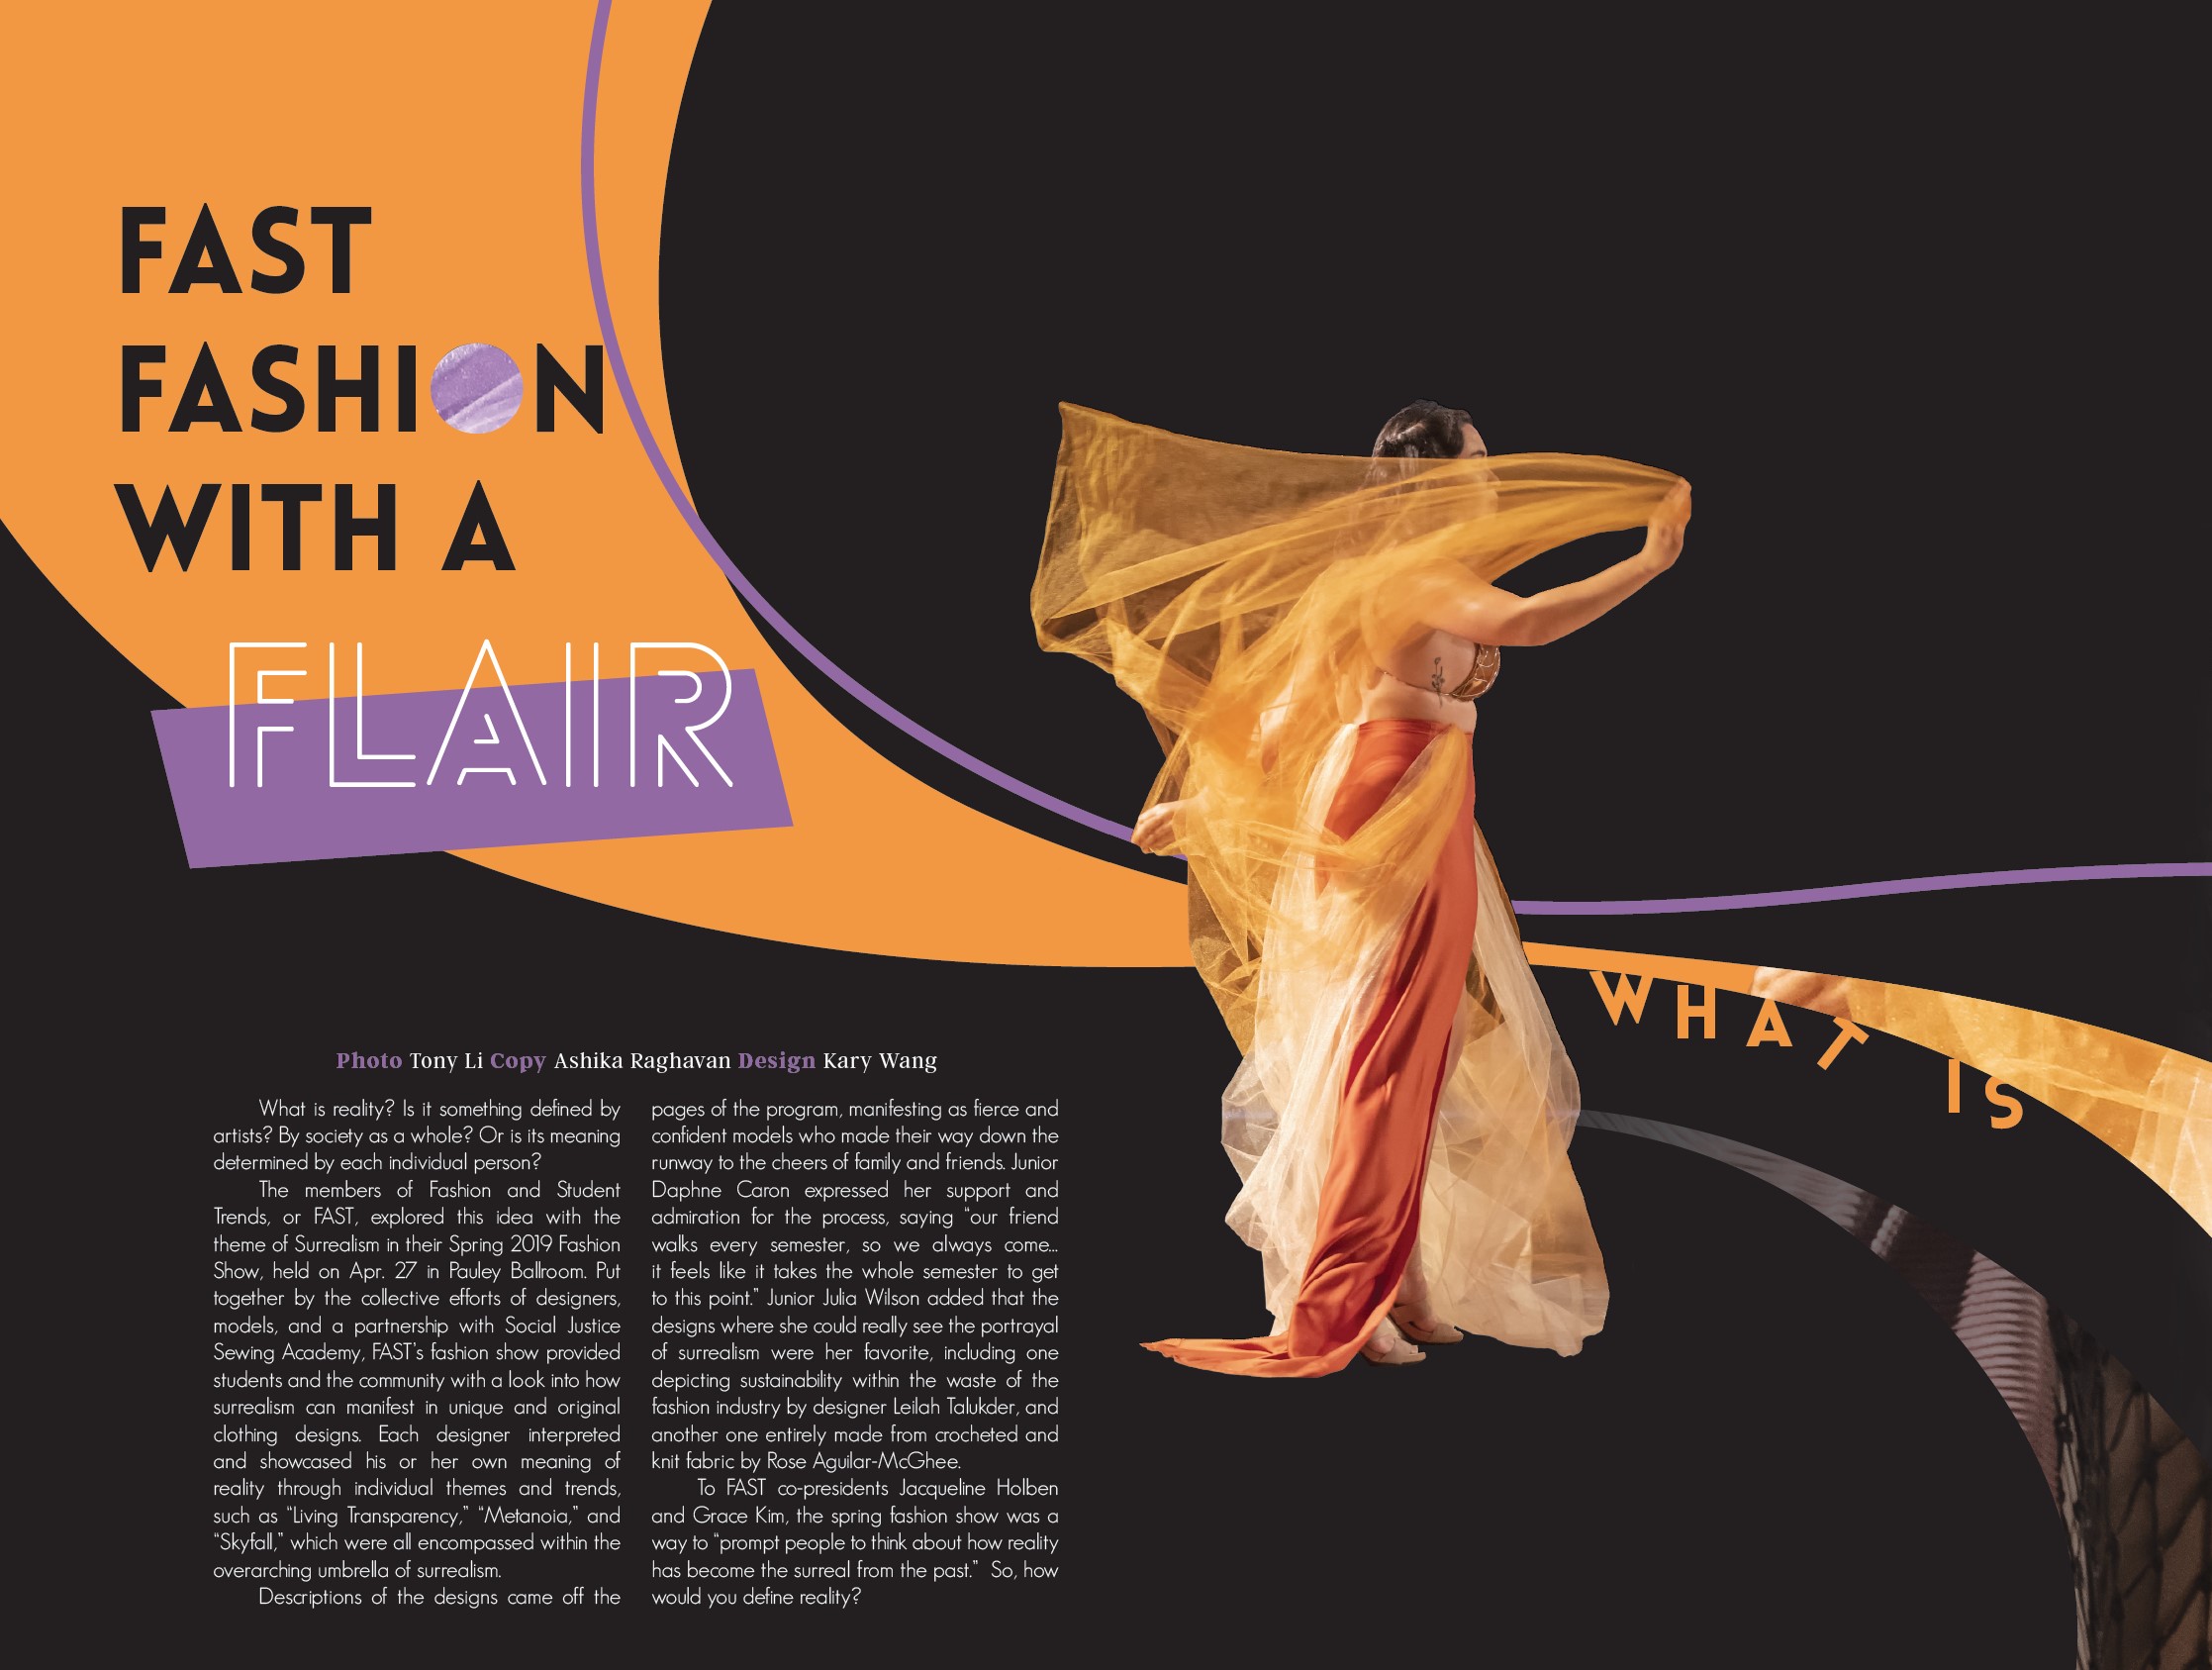 FAST
FASHION
WITH A
FLAIR
Photo Tony Li Copy Ashika Raghavan Design Kary Wang
What is reality? Is it something defined by
artists? By society as a whole? Or is its meaning
determined by each individual person?
The members of Fashion and Student
Trends, or FAST, explored this idea with the
theme of Surrealism in their Spring 2019 Fashion
Show, held on Apr. 27 in Pauley Ballroom. Put
together by the collective efforts of designers,
models, and a partnership with Social Justice
Sewing Academy, FAST's fashion show provided
students and the community with a look into how
surrealism can manifest in unique and original
clothing designs. Each designer interpreted
and showcased his or her own meaning of
reality through individual themes and trends,
such as "Living Transparency," "Metanoia," and
"Skyfall," which were all encompassed within the
overarching umbrella of surrealism.
Descriptions of the designs came off the
pages of the program, manifesting as fierce and
confident models who made their way down the
runway to the cheers of family and friends. Junior
Daphne Caron expressed her support and
admiration for the process, saying "our friend
walks every semester, so we always come...
it feels like it takes the whole semester to get
to this point." Junior Julia Wilson added that the
designs where she could really see the portrayal
of surrealism were her favorite, including one
depicting sustainability within the waste of the
fashion industry by designer Leilah Talukder, and
another one entirely made from crocheted and
knit fabric by Rose Aguilar-McGhee.
To FAST co-presidents Jacqueline Holben
and Grace Kim, the spring fashion show was a
way to "prompt people to think about how reality
has become the surreal from the past."  So, how
would you define reality?
WHAT IS